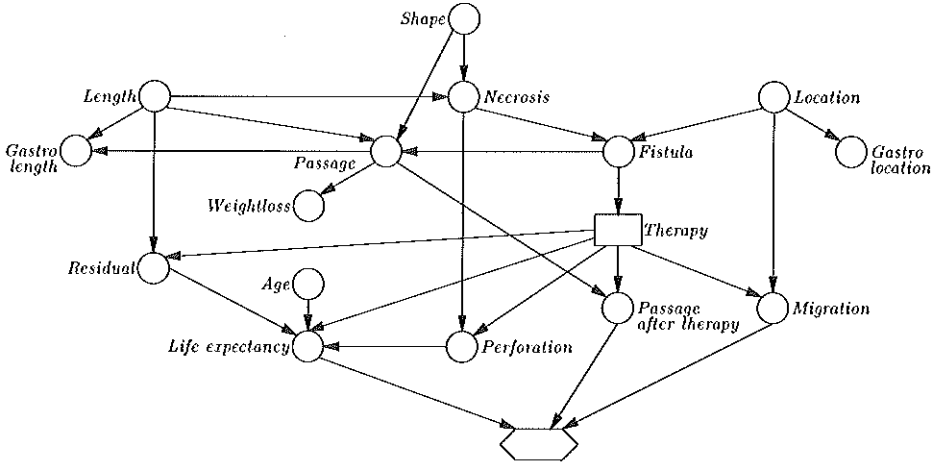 Shape
Length
Necrosis
Location
Gastro
length
Passage
Fistula
Gastro
location
Weightloss
Therapy
Residual
Age
Passage
after therapy
Migration
Life expectancy
Perforation